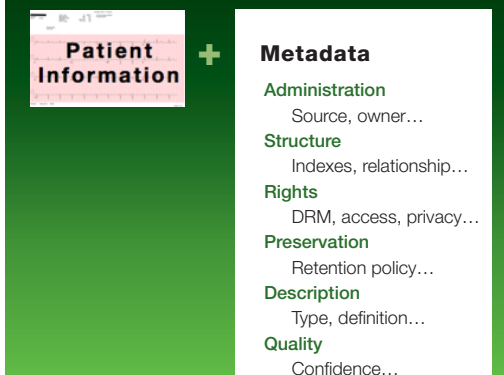 Patient
Information
+
Metadata
Administration
Source, owner…
Structure
Indexes, relationship…
Rights
DRM, access, privacy…
Preservation
Retention policy…
Description
Type, definition…
Quality
Confidence…